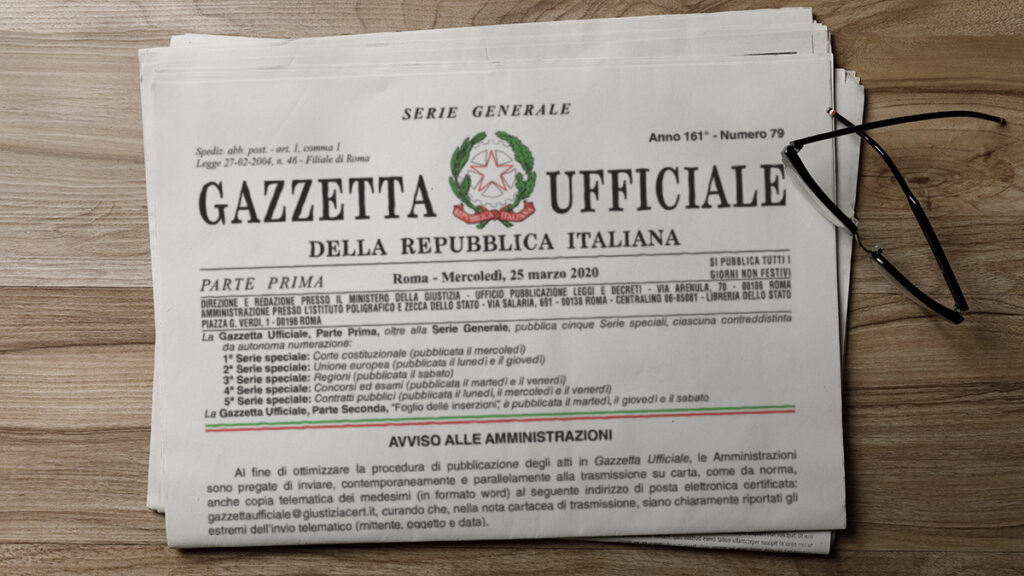 SERIE GENERALE
Spediz. abb. post. - art. 1, comma 1
Legge 27-02-2004, n. 46 - Filiale di Roma
Anno 161° - Numero 79
GAZZETTA UFFICIALE
REPVBBLICA ITALIANA
DELLA REPUBBLICA ITALIANA
PARTE PRIMA
Roma - Mercoledì, 25 marzo 2020
SI PUBBLICA TUTTI I
GIORNI NON FESTIVI
DIREZIONE E REDAZIONE PRESSO IL MINISTERO DELLA GIUSTIZIA - UFFICIO PUBBLICAZIONE LEGGI E DECRETI - VIA ARENULA, 70 - 00186 ROMA
AMMINISTRAZIONE PRESSO L'ISTITUTO POLIGRAFICO E ZECCA DELLO STATO - VIA SALARIA, 691 - 00138 ROMA - CENTRALINO 06-85081 - LIBRERIA DELLO STATO
PIAZZA G. VERDI, 1 - 00198 ROMA
La Gazzetta Ufficiale, Parte Prima, oltre alla Serie Generale, pubblica cinque Serie speciali, ciascuna contraddistinta
da autonoma numerazione:
1ª Serie speciale: Corte costituzionale (pubblicata il mercoledì)
2ª Serie speciale: Unione europea (pubblicata il lunedì e il giovedì)
3ª Serie speciale: Regioni (pubblicata il sabato)
4ª Serie speciale: Concorsi ed esami (pubblicata il martedì e il venerdì)
5ª Serie speciale: Contratti pubblici (pubblicata il lunedì, il mercoledì e il venerdì)
La Gazzetta Ufficiale, Parte Seconda, "Foglio delle inserzioni", è pubblicata il martedì, il giovedì e il sabato
AVVISO ALLE AMMINISTRAZIONI
Al fine di ottimizzare la procedura di pubblicazione degli atti in Gazzetta Ufficiale, le Amministrazioni
sono pregate di inviare, contemporaneamente e parallelamente alla trasmissione su carta, come da norma,
anche copia telematica dei medesimi (in formato word) al seguente indirizzo di posta elettronica certificata:
gazzettaufficiale@giustiziacert.it, curando che, nella nota cartacea di trasmissione, siano chiaramente riportati gli
estremi dell'invio telematico (mittente, oggetto e data).